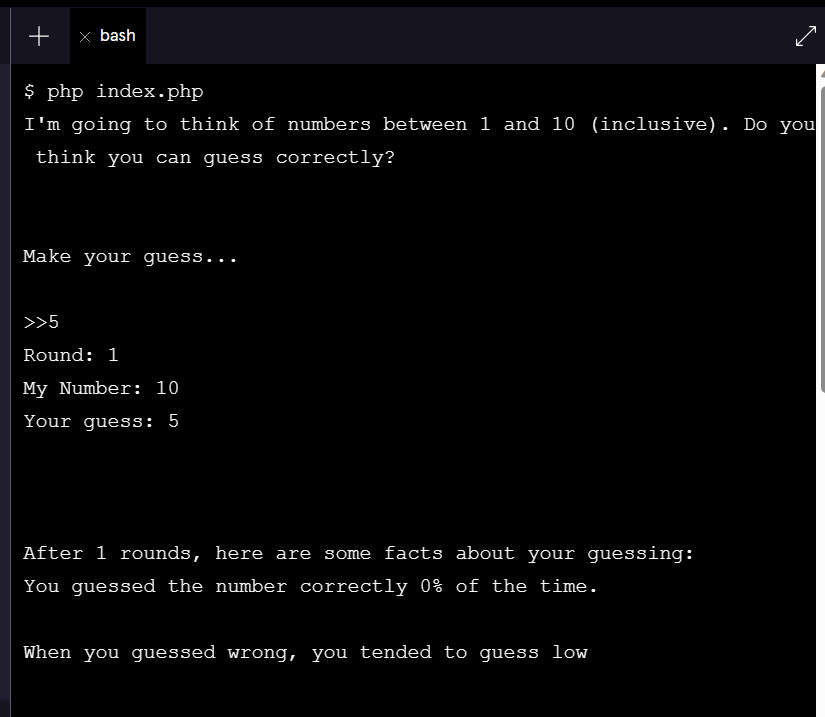 bash
$ php index.php
I'm going to think of numbers between 1 and 10 (inclusive). Do you
think you can guess correctly?
Make your guess...
>>5
Round: 1
My Number: 10
Your guess: 5
After 1 rounds, here are some facts about your guessing:
You guessed the number correctly 0% of the time.
When you guessed wrong, you tended to guess low